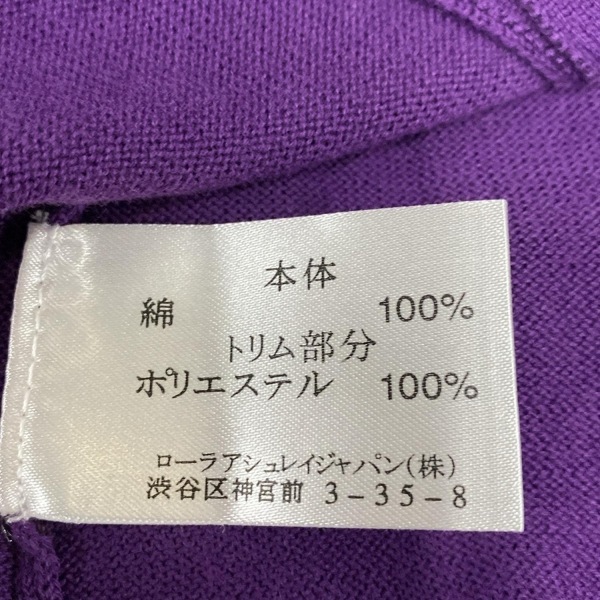 本体
綿 100%
トリム部分
ポリエステル 100%
ローラアシュレイジャパン(株)
渋谷区神宮前 3-35-8